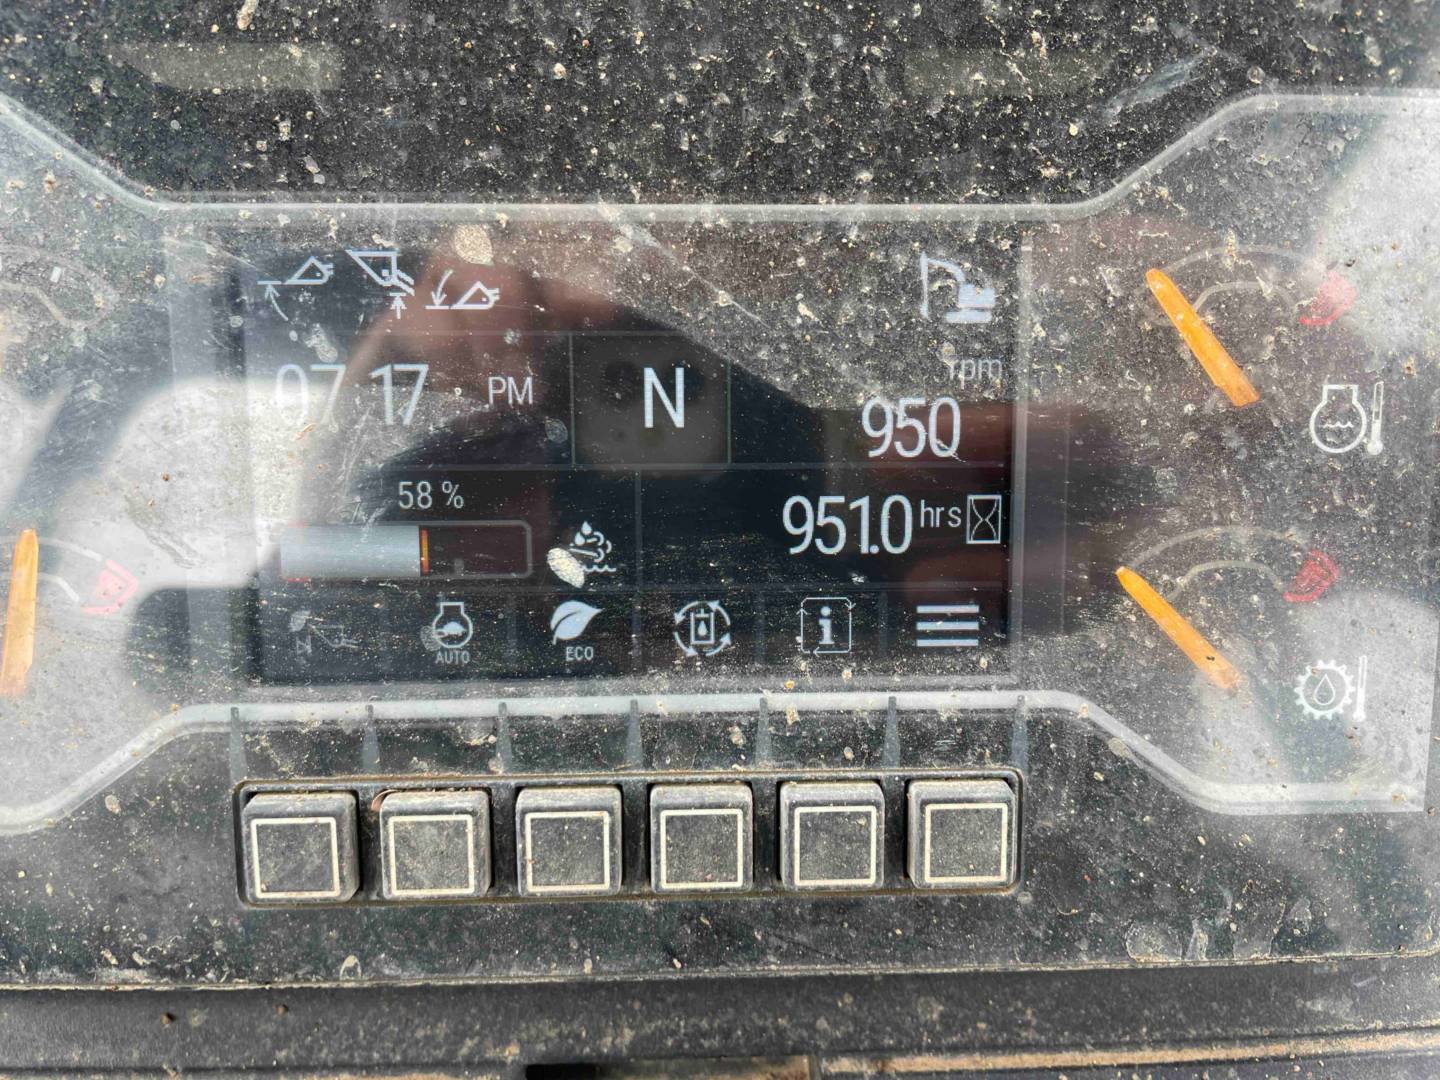 07 17 PM
N
rpm
950
58 %
951.0 hrs
AUTO
ECO
i